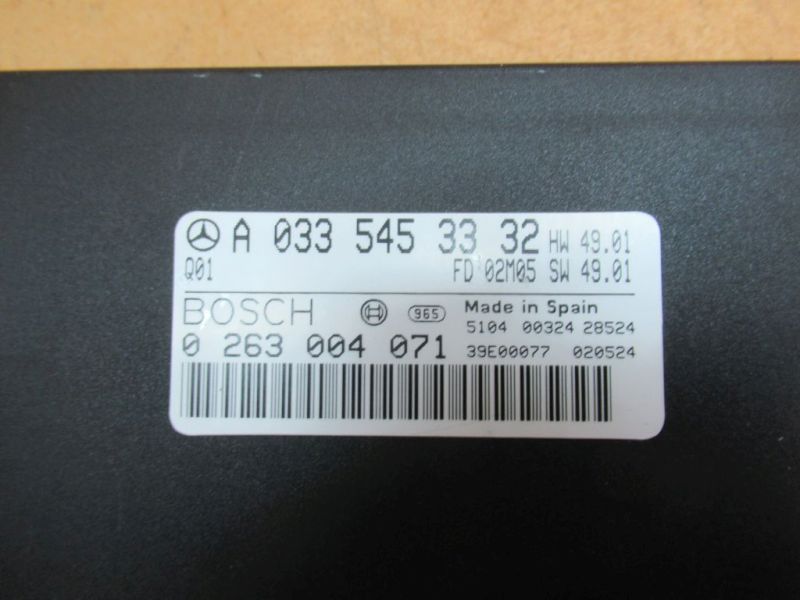 A 033 545 33 32 HW 49.01
Q01 FD 02M05 SW 49.01
BOSCH 965 Made in Spain
5104 00324 28524
0 263 004 071 39E00077 020524